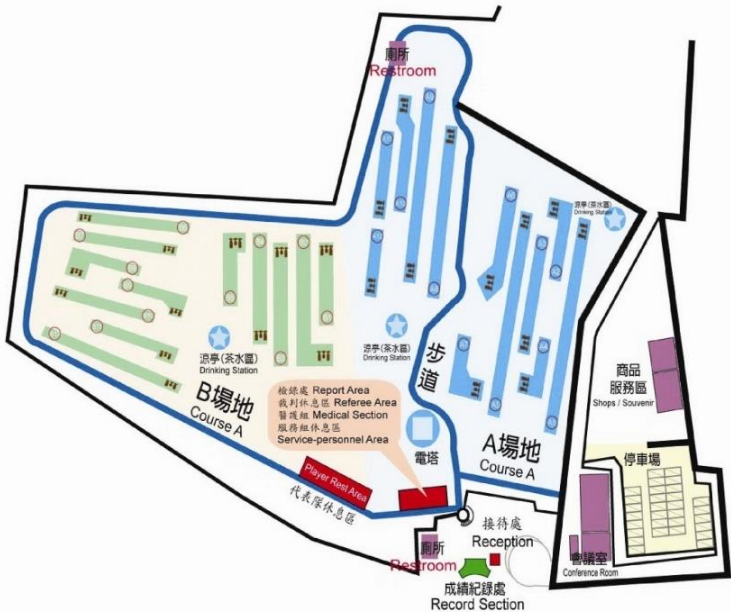 廁所
Restroom
涼亭(茶水區)
Drinking Station
涼亭(茶水區)
Drinking Station
涼亭(茶水區)
Drinking Station
步道
B場地
Course A
檢錄處 Report Area
裁判休息區 Referee Area
醫護組 Medical Section
服務組休息區
Service-personnel Area
電塔
A場地
Course A
商品
服務區
Shops / Souvenir
停車場
Player Rest Area
代表隊休息區
接待處
Reception
廁所
Restroom
成績紀錄處
Record Section
會議室
Conference Room